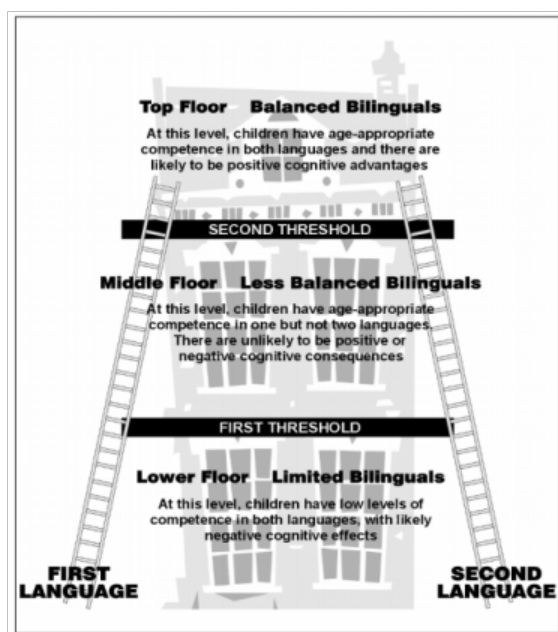 Top Floor Balanced Bilinguals
At this level, children have age-appropriate
competence in both languages and there are
likely to be positive cognitive advantages
SECOND THRESHOLD
Middle Floor Less Balanced Bilinguals
At this level, children have age-appropriate
competence in one but not two languages.
There are unlikely to be positive or
negative cognitive consequences
FIRST THRESHOLD
Lower Floor Limited Bilinguals
At this level, children have low levels of
competence in both languages, with likely
negative cognitive effects
FIRST
LANGUAGE
SECOND
LANGUAGE